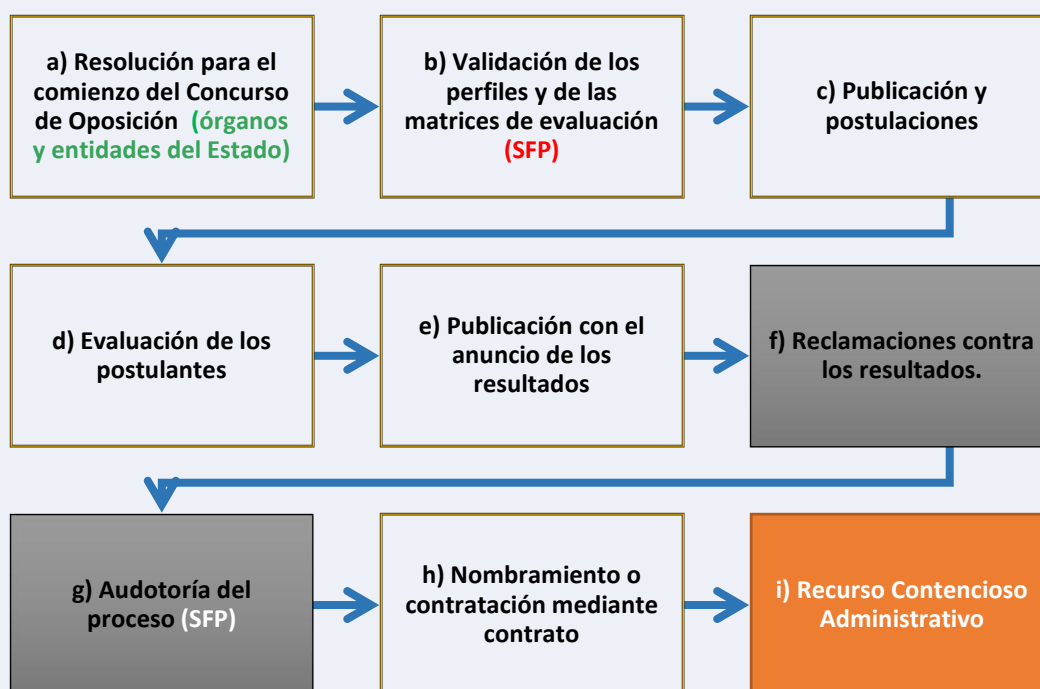 a) Resolución para el
comienzo del Concurso
de Oposición (órganos
y entidades del Estado)
b) Validación de los
perfiles y de las
matrices de evaluación
(SFP)
c) Publicación y
postulaciones
d) Evaluación de los
postulantes
e) Publicación con el
anuncio de los
resultados
f) Reclamaciones contra
los resultados.
g) Audotoría del
proceso (SFP)
h) Nombramiento o
contratación mediante
contrato
i) Recurso Contencioso
Administrativo